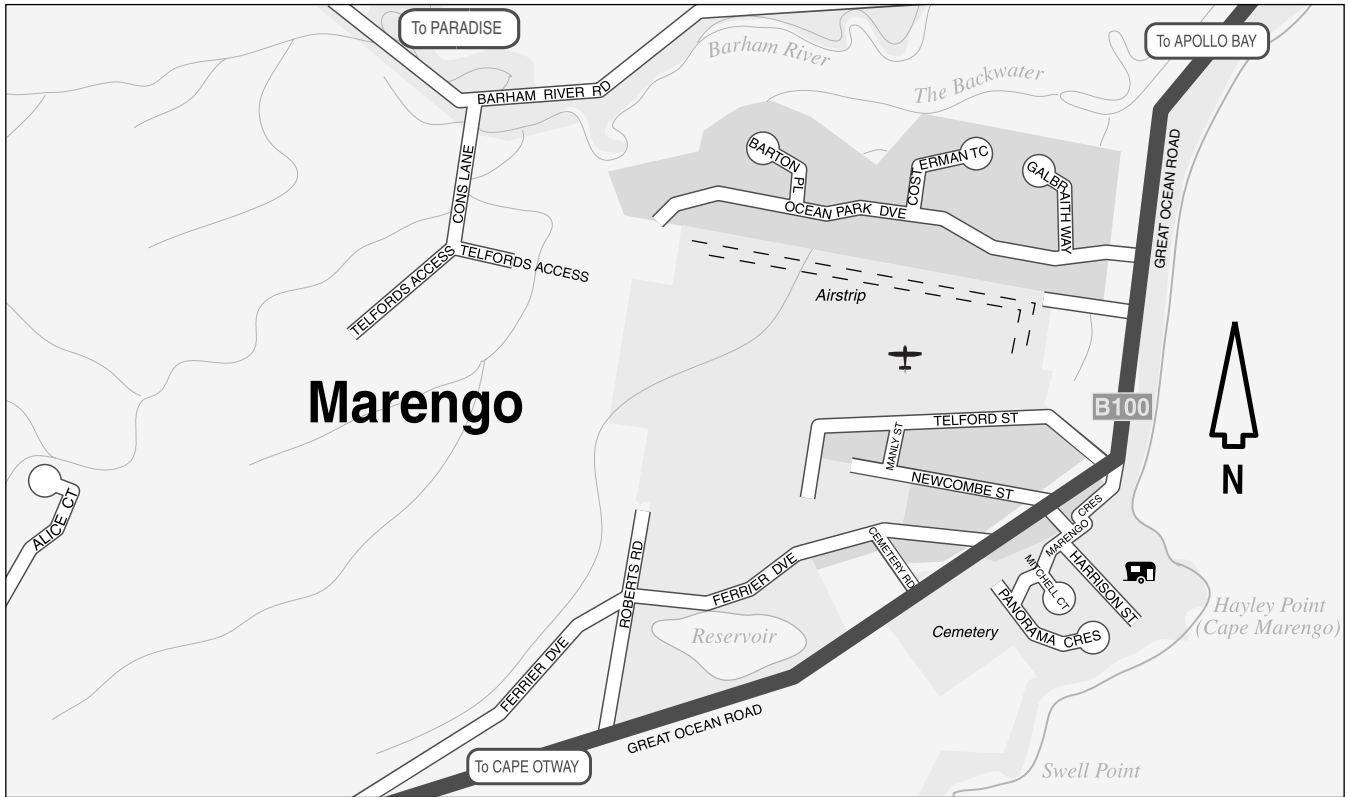 To PARADISE
To APOLLO BAY
Barham River
The Backwater
BARHAM RIVER RD
GREAT OCEAN ROAD
BARTON PL
COSTERMAN TC
GALBRAITH WAY
CONS LANE
OCEAN PARK DVE
TELFORDS ACCESS
TELFORDS ACCESS
Airstrip
Marengo
B100
TELFORD ST
MANLY ST
NEWCOMBE ST
N
ALICE CT
MARENGO CRES
HARRISON ST
MITCHELL CT
PANORAMA CRES
CEMETERY RD
FERRIER DVE
ROBERTS RD
FERRIER DVE
Reservoir
Cemetery
Hayley Point
(Cape Marengo)
GREAT OCEAN ROAD
To CAPE OTWAY
Swell Point